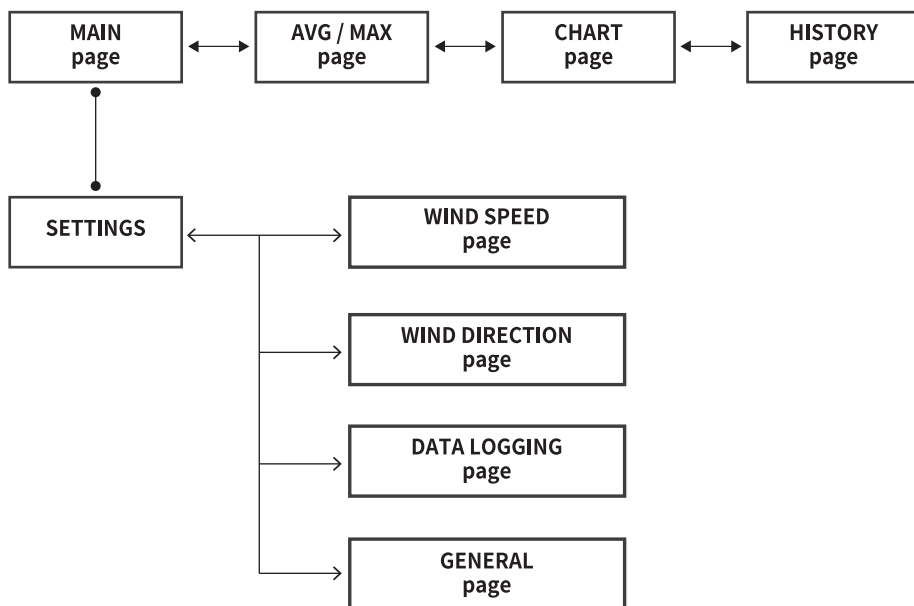 MAIN
page
AVG / MAX
page
CHART
page
HISTORY
page
SETTINGS
WIND SPEED
page
WIND DIRECTION
page
DATA LOGGING
page
GENERAL
page